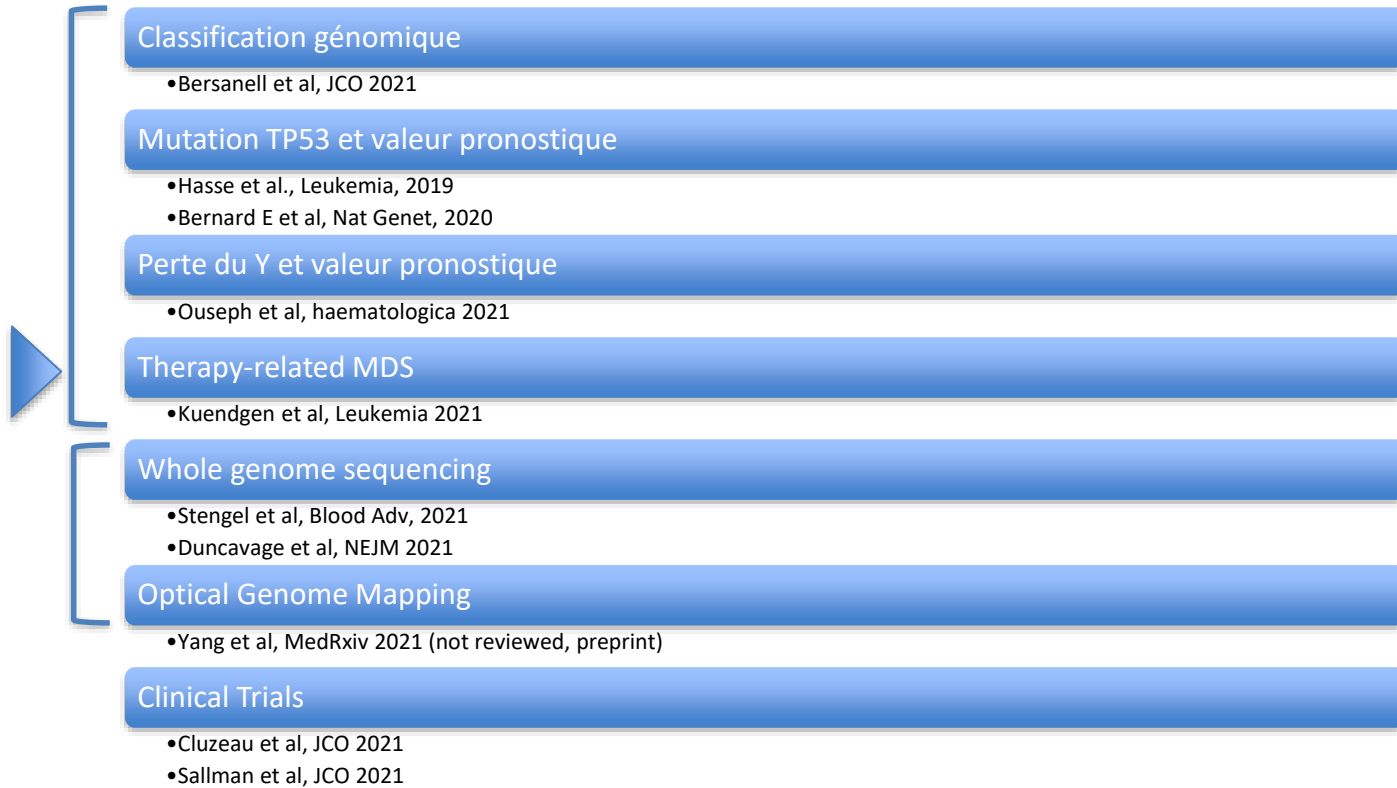 Classification génomique
•Bersanell et al, JCO 2021
Mutation TP53 et valeur pronostique
•Hasse et al., Leukemia, 2019
•Bernard E et al, Nat Genet, 2020
Perte du Y et valeur pronostique
•Ouseph et al, haematologica 2021
Therapy-related MDS
•Kuendgen et al, Leukemia 2021
Whole genome sequencing
•Stengel et al, Blood Adv, 2021
•Duncavage et al, NEJM 2021
Optical Genome Mapping
•Yang et al, MedRxiv 2021 (not reviewed, preprint)
Clinical Trials
•Cluzeau et al, JCO 2021
•Sallman et al, JCO 2021